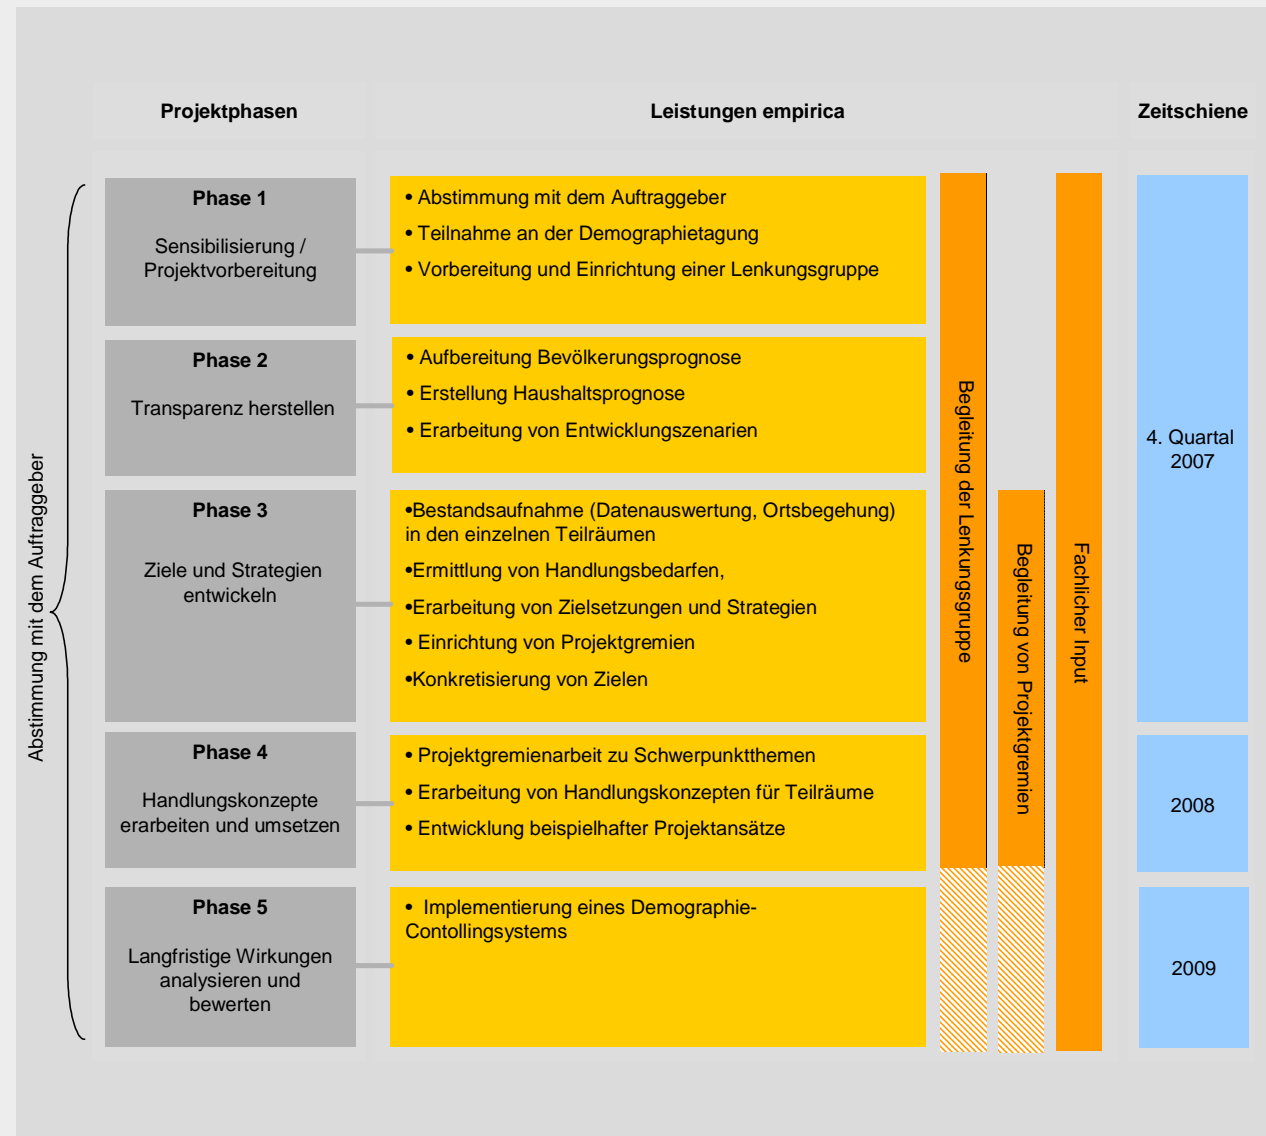 Projektphasen
Leistungen empirica
Zeitschiene
Abstimmung mit dem Auftraggeber
Phase 1
Sensibilisierung /
Projektvorbereitung
• Abstimmung mit dem Auftraggeber
• Teilnahme an der Demographietagung
• Vorbereitung und Einrichtung einer Lenkungsgruppe
Phase 2
Transparenz herstellen
• Aufbereitung Bevölkerungsprognose
• Erstellung Haushaltsprognose
• Erarbeitung von Entwicklungszenarien
Phase 3
Ziele und Strategien
entwickeln
•Bestandsaufnahme (Datenauswertung, Ortsbegehung)
in den einzelnen Teilräumen
•Ermittlung von Handlungsbedarfen,
•Erarbeitung von Zielsetzungen und Strategien
• Einrichtung von Projektgremien
•Konkretisierung von Zielen
Phase 4
Handlungskonzepte
erarbeiten und umsetzen
• Projektgremienarbeit zu Schwerpunktthemen
• Erarbeitung von Handlungskonzepten für Teilräume
• Entwicklung beispielhafter Projektansätze
Phase 5
Langfristige Wirkungen
analysieren und
bewerten
• Implementierung eines Demographie-
Contollingsystems
Begleitung der Lenkungsgruppe
Begleitung von Projektgremien
Fachlicher Input
4. Quartal
2007
2008
2009